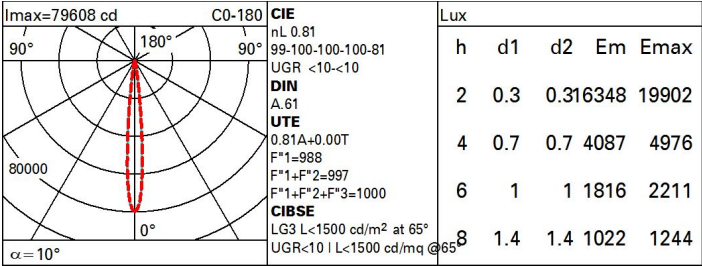 Imax=79608 cd C0-180
90° 180° 90°
80000
0°
α=10°
CIE
nL 0.81
99-100-100-100-81
UGR <10-<10
DIN
A.61
UTE
0.81A+0.00T
F"1=988
F"1+F"2=997
F"1+F"2+F"3=1000
CIBSE
LG3 L<1500 cd/m² at 65°
UGR<10 | L<1500 cd/mq @65°
Lux
h d1 d2 Em Emax
2 0.3 0.3 16348 19902
4 0.7 0.7 4087 4976
6 1 1 1816 2211
8 1.4 1.4 1022 1244